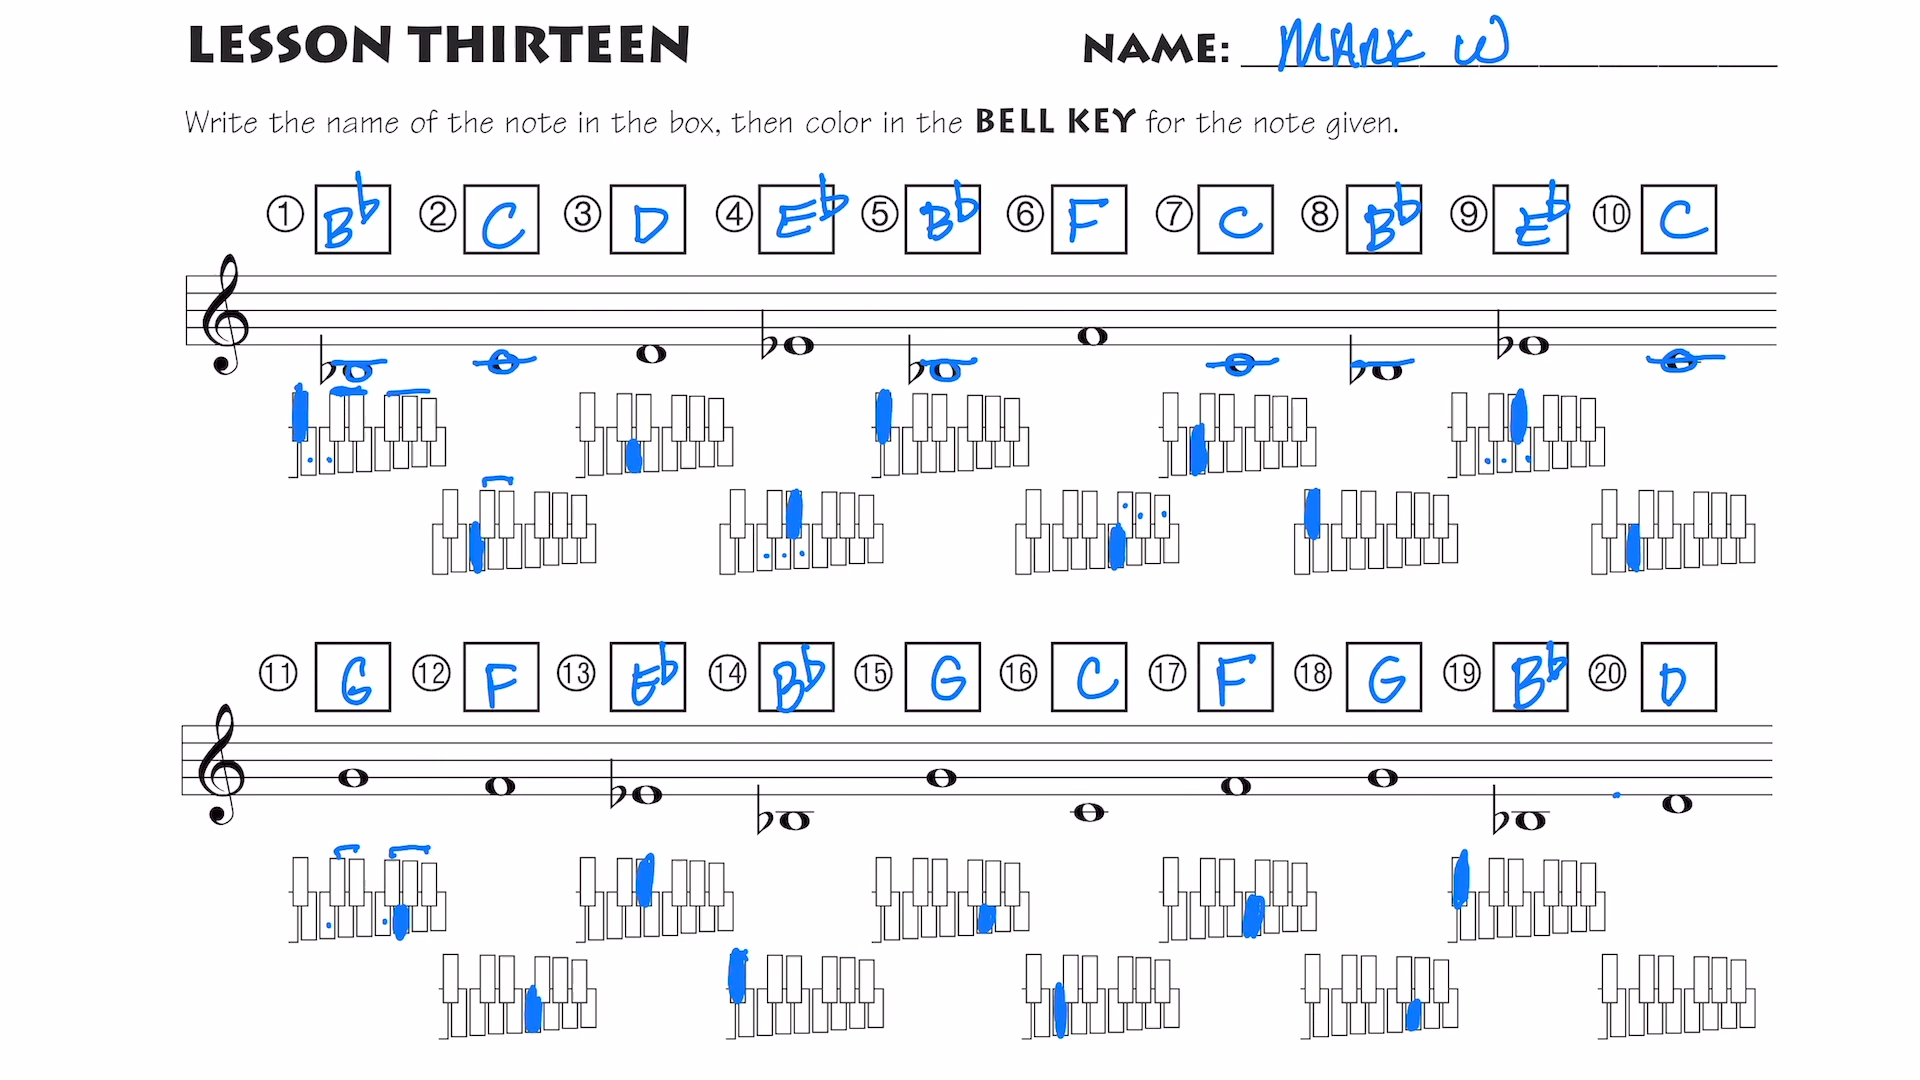 LESSON THIRTEEN NAME: MARK W
Write the name of the note in the box, then color in the BELL KEY for the note given.
① B♭ ② C ③ D ④ E♭ ⑤ B♭ ⑥ F ⑦ C ⑧ B♭ ⑨ E♭ ⑩ C
⑪ G ⑫ F ⑬ E♭ ⑭ B♭ ⑮ G ⑯ C ⑰ F ⑱ G ⑲ B♭ ⑳ D